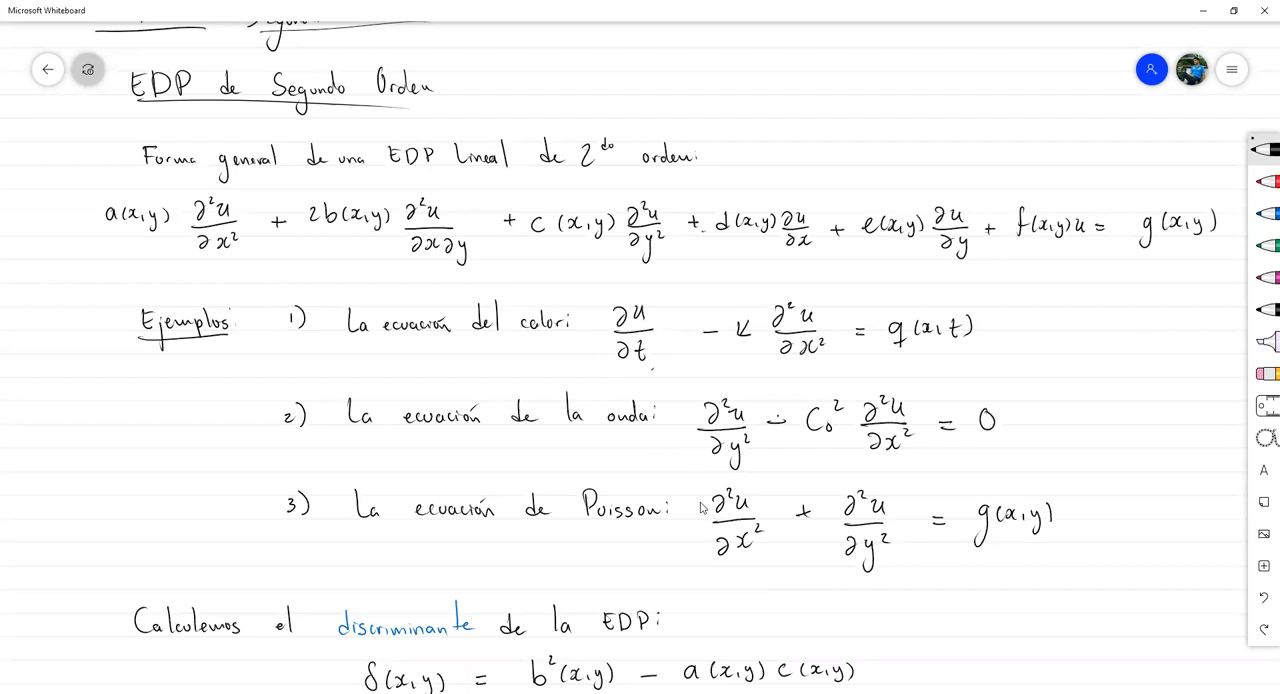 Microsoft Whiteboard
EDP de Segundo Orden
Forma general de una EDP lineal de 2do orden:
a(x,y) ∂²u/∂x² + 2b(x,y) ∂²u/∂x∂y + c(x,y) ∂²u/∂y² + d(x,y) ∂u/∂x + e(x,y) ∂u/∂y + f(x,y)u = g(x,y)
Ejemplos: 1) La ecuación del calor: ∂u/∂t - K ∂²u/∂x² = q(x,t)
2) La ecuación de la onda: ∂²u/∂y² - C₀² ∂²u/∂x² = 0
3) La ecuación de Poisson: ∂²u/∂x² + ∂²u/∂y² = g(x,y)
Calculemos el discriminante de la EDP:
δ(x,y) = b²(x,y) - a(x,y) c(x,y)